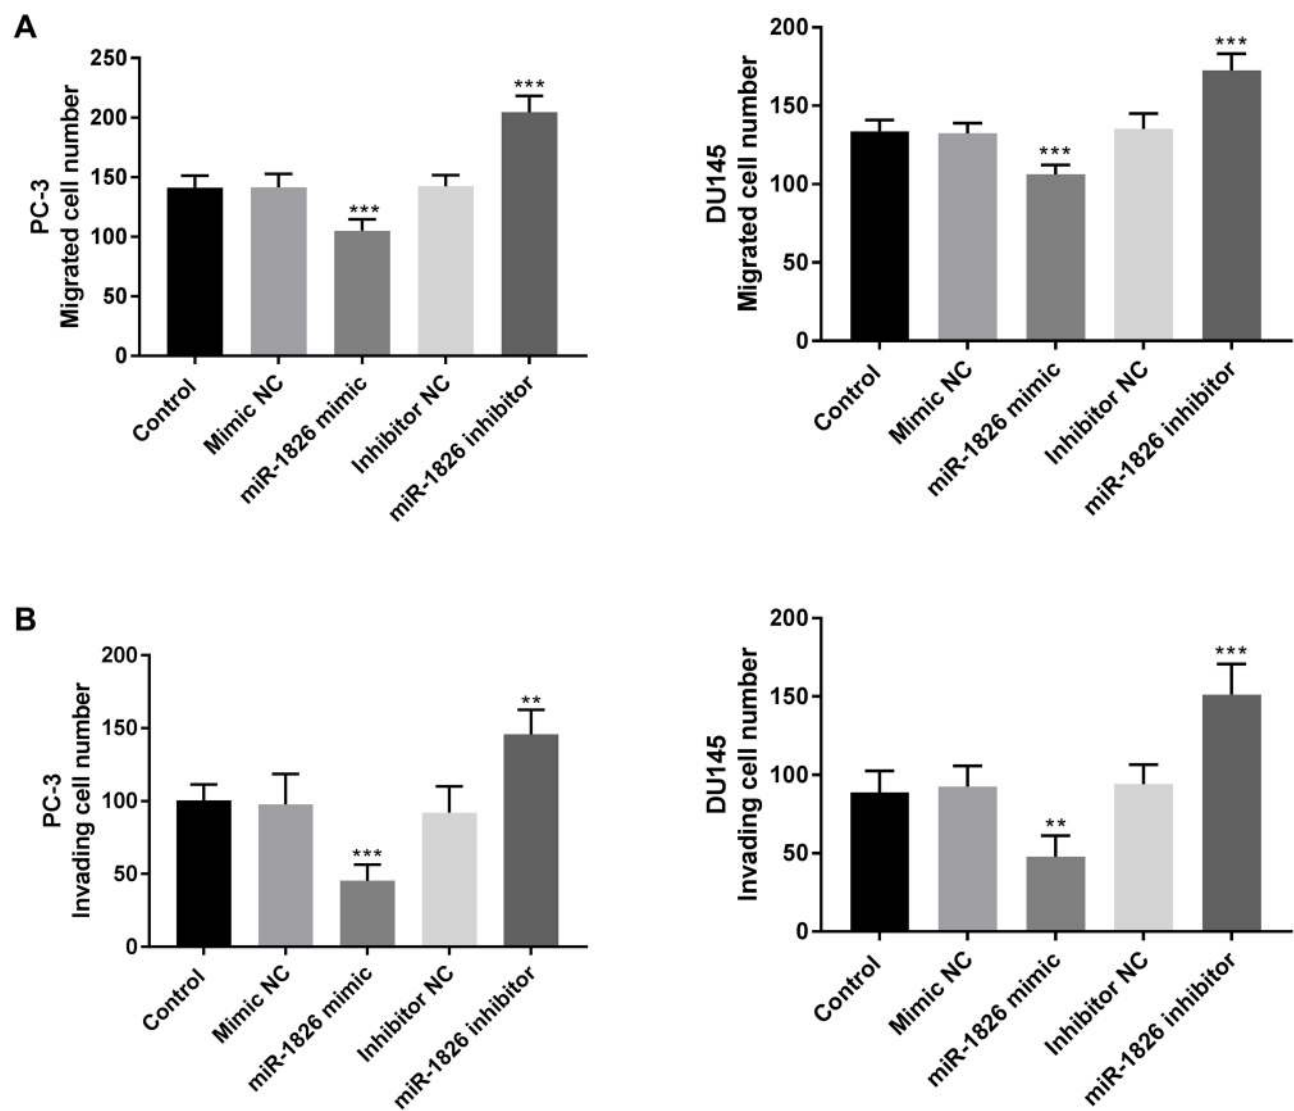 A
PC-3
Migrated cell number
250
200
150
100
50
0
***
***
Control
Mimic NC
miR-1826 mimic
Inhibitor NC
miR-1826 inhibitor
DU145
Migrated cell number
200
150
100
50
0
***
***
Control
Mimic NC
miR-1826 mimic
Inhibitor NC
miR-1826 inhibitor
B
PC-3
Invading cell number
200
150
100
50
0
***
**
Control
Mimic NC
miR-1826 mimic
Inhibitor NC
miR-1826 inhibitor
DU145
Invading cell number
200
150
100
50
0
**
***
Control
Mimic NC
miR-1826 mimic
Inhibitor NC
miR-1826 inhibitor